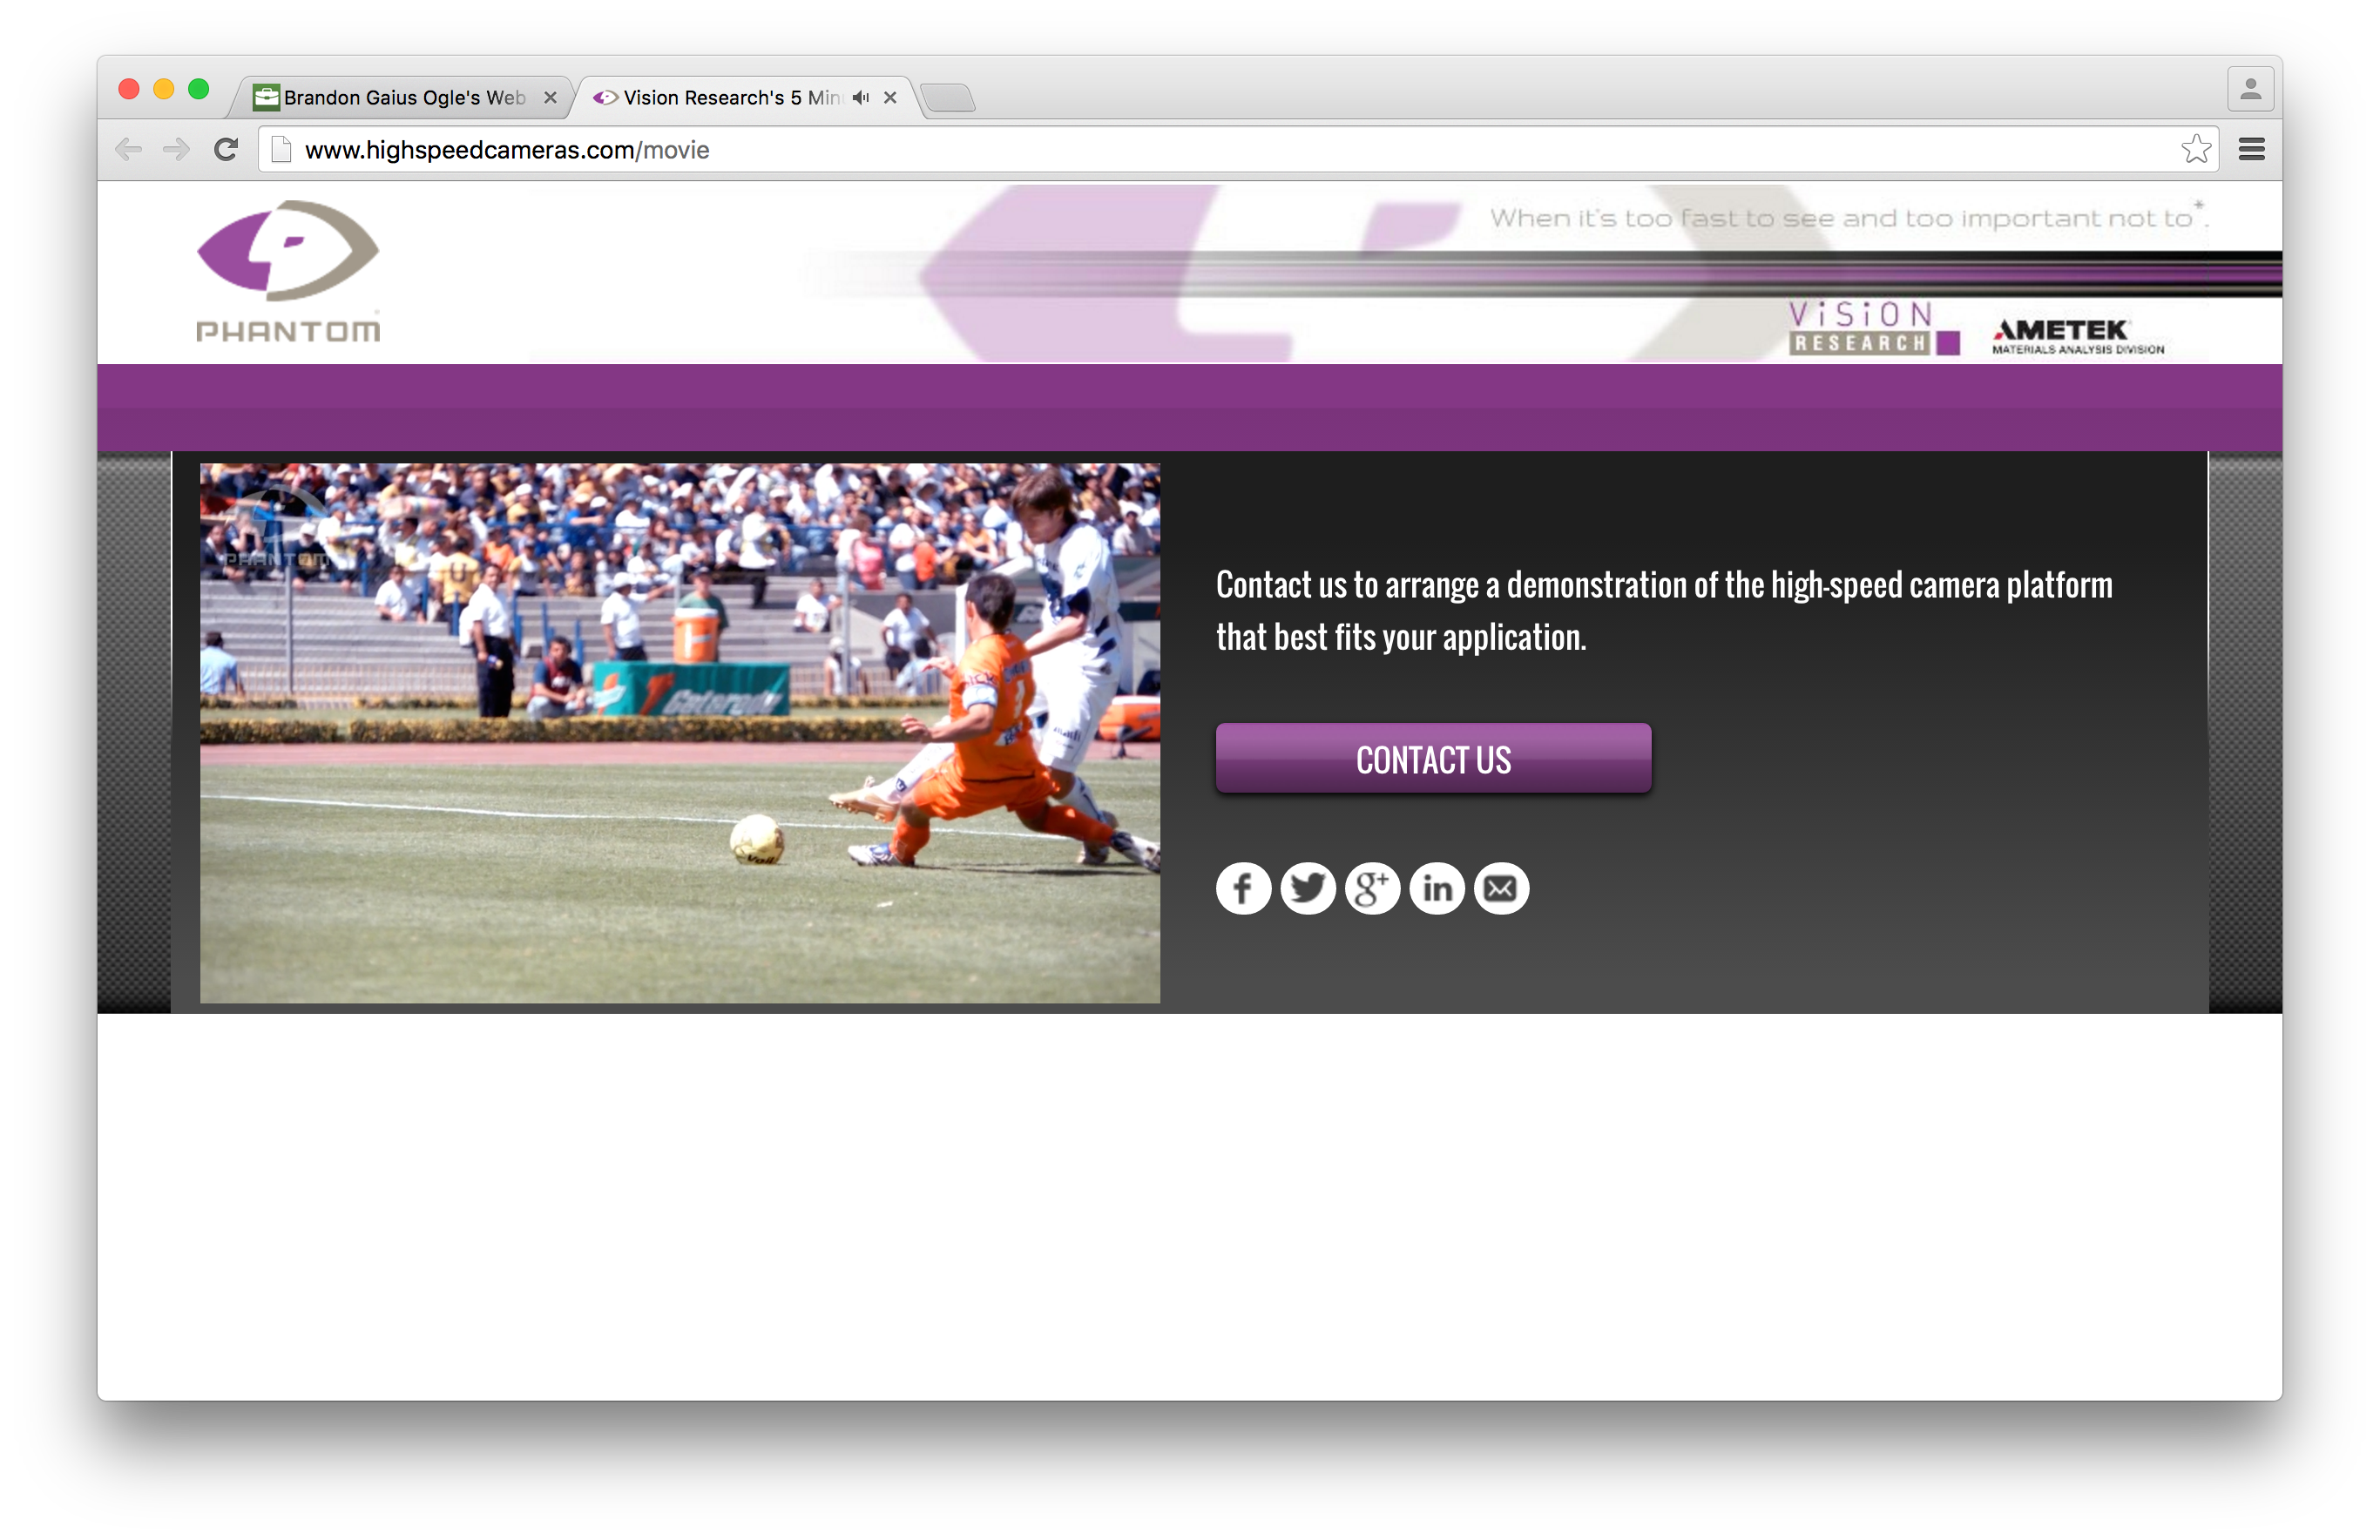 Brandon Gaius Ogle's Web
Vision Research's 5 Min
www.highspeedcameras.com/movie
PHANTOM
When it's too fast to see and too important not to*.
ViSiON
RESEARCH
AMETEK
MATERIALS ANALYSIS DIVISION
PHANTOM
U
Gatorade
Voit
Contact us to arrange a demonstration of the high-speed camera platform
that best fits your application.
CONTACT US
f
g+
in